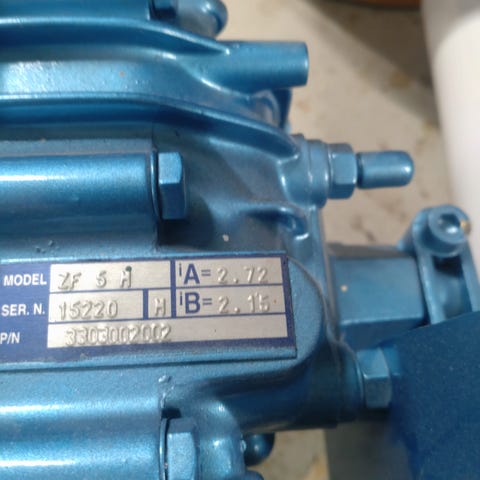 MODEL ZF 5 M iA= 2.72
SER. N. 15220 M iB= 2.15
P/N 3303002002